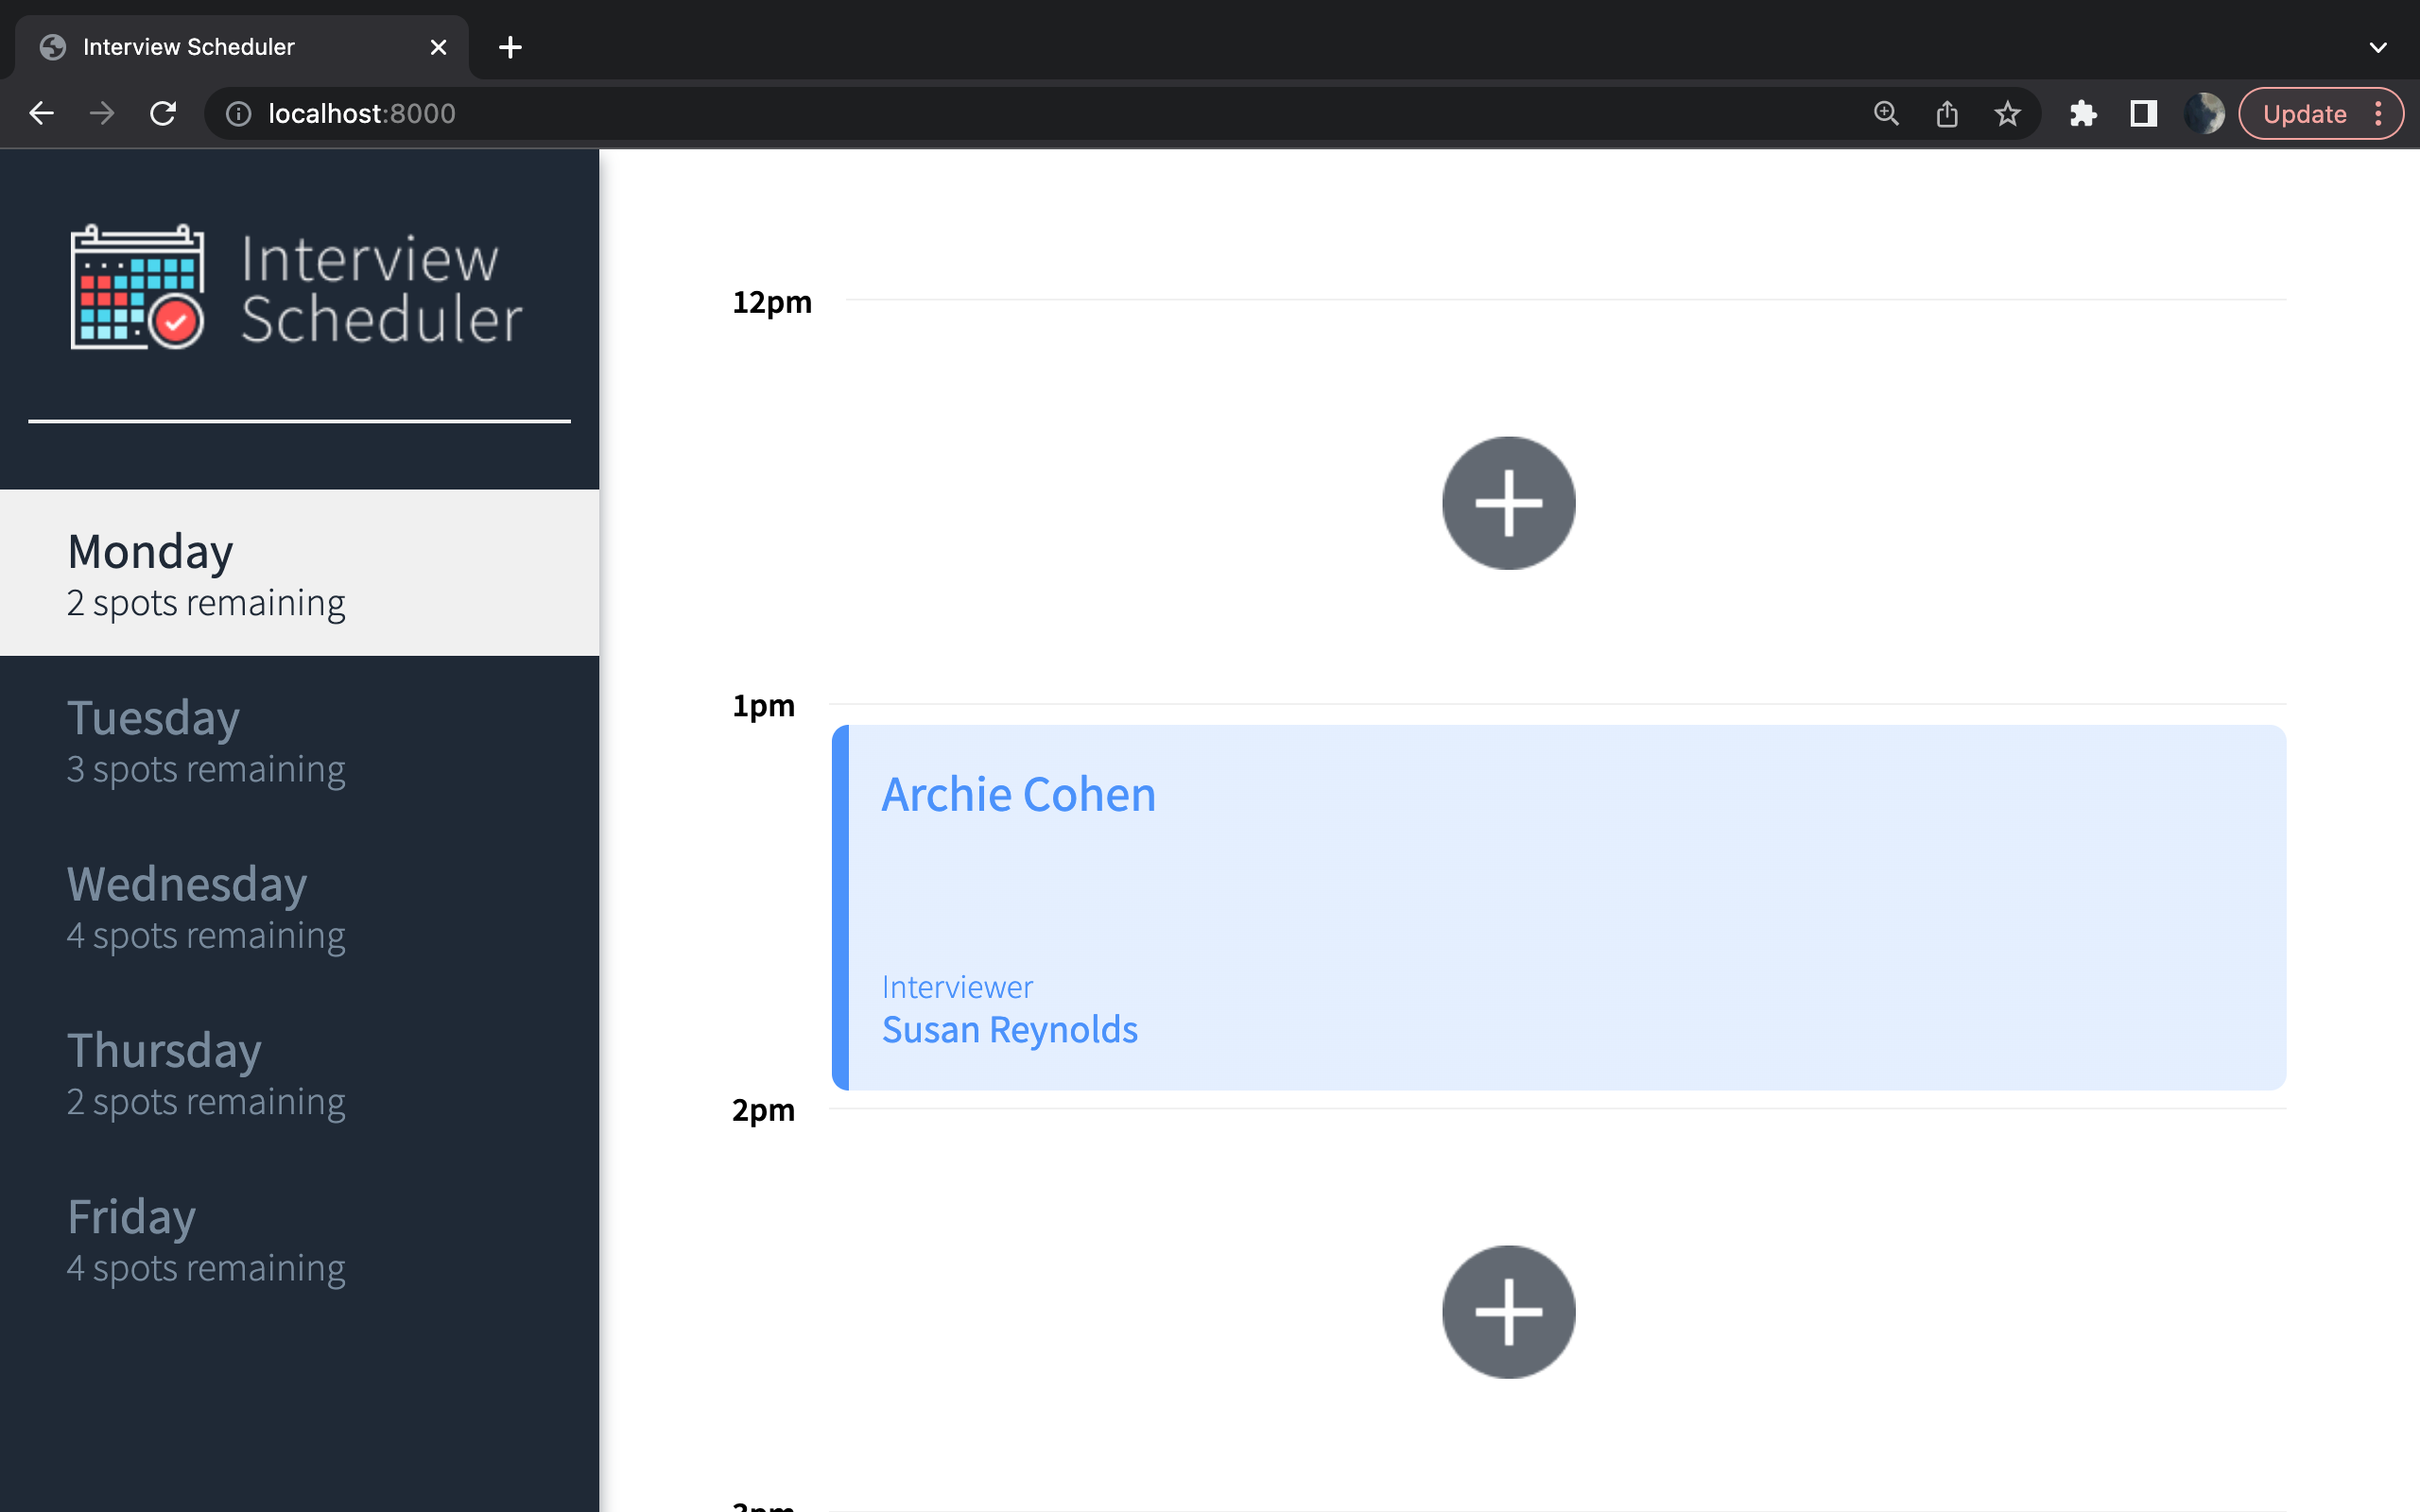 Interview Scheduler
localhost:8000
Update
Interview
Scheduler
Monday
2 spots remaining
Tuesday
3 spots remaining
Wednesday
4 spots remaining
Thursday
2 spots remaining
Friday
4 spots remaining
12pm
1pm
Archie Cohen
Interviewer
Susan Reynolds
2pm